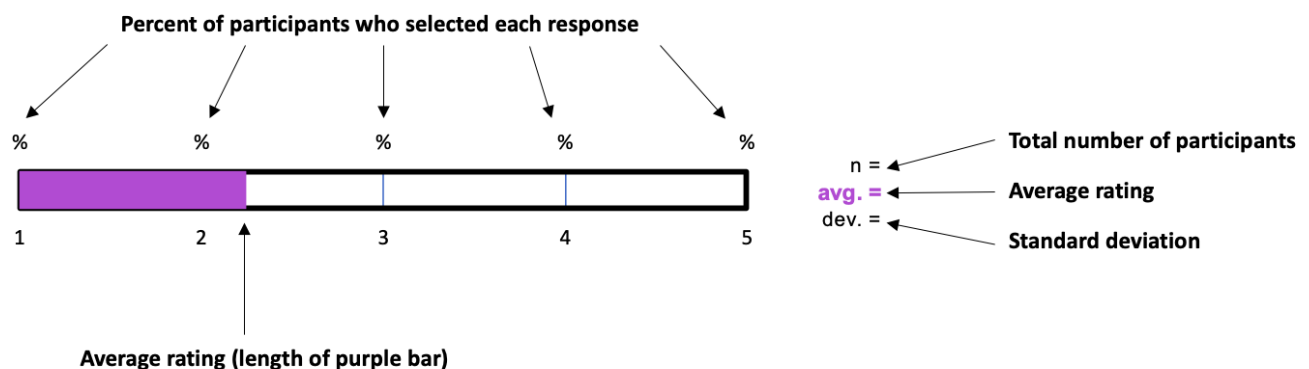 Percent of participants who selected each response
% % % % %
1 2 3 4 5
Average rating (length of purple bar)
n =
avg. =
dev. =
Total number of participants
Average rating
Standard deviation